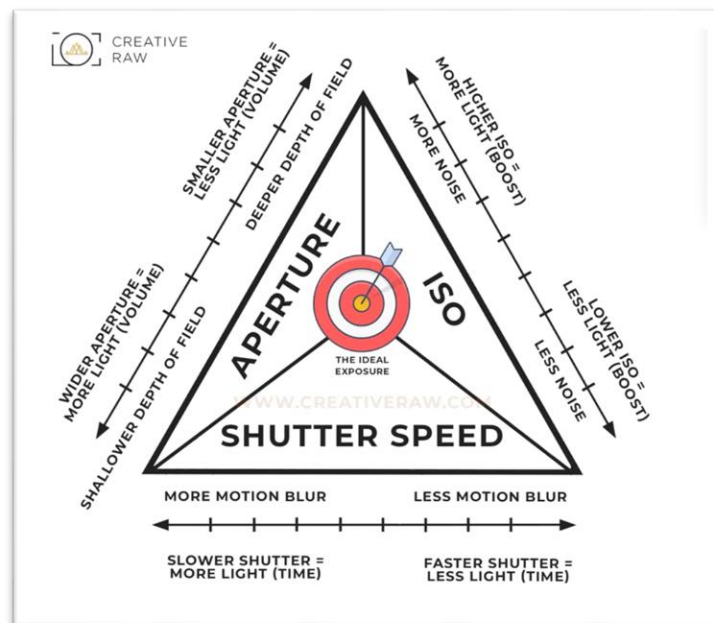 CREATIVE
RAW
SMALLER APERTURE =
LESS LIGHT (VOLUME)
DEEPER DEPTH OF FIELD
WIDER APERTURE =
MORE LIGHT (VOLUME)
SHALLOWER DEPTH OF FIELD
HIGHER ISO =
MORE LIGHT (BOOST)
MORE NOISE
LOWER ISO =
LESS LIGHT (BOOST)
LESS NOISE
APERTURE
ISO
THE IDEAL
EXPOSURE
WWW.CREATIVERAW.COM
SHUTTER SPEED
MORE MOTION BLUR
LESS MOTION BLUR
SLOWER SHUTTER =
MORE LIGHT (TIME)
FASTER SHUTTER =
LESS LIGHT (TIME)